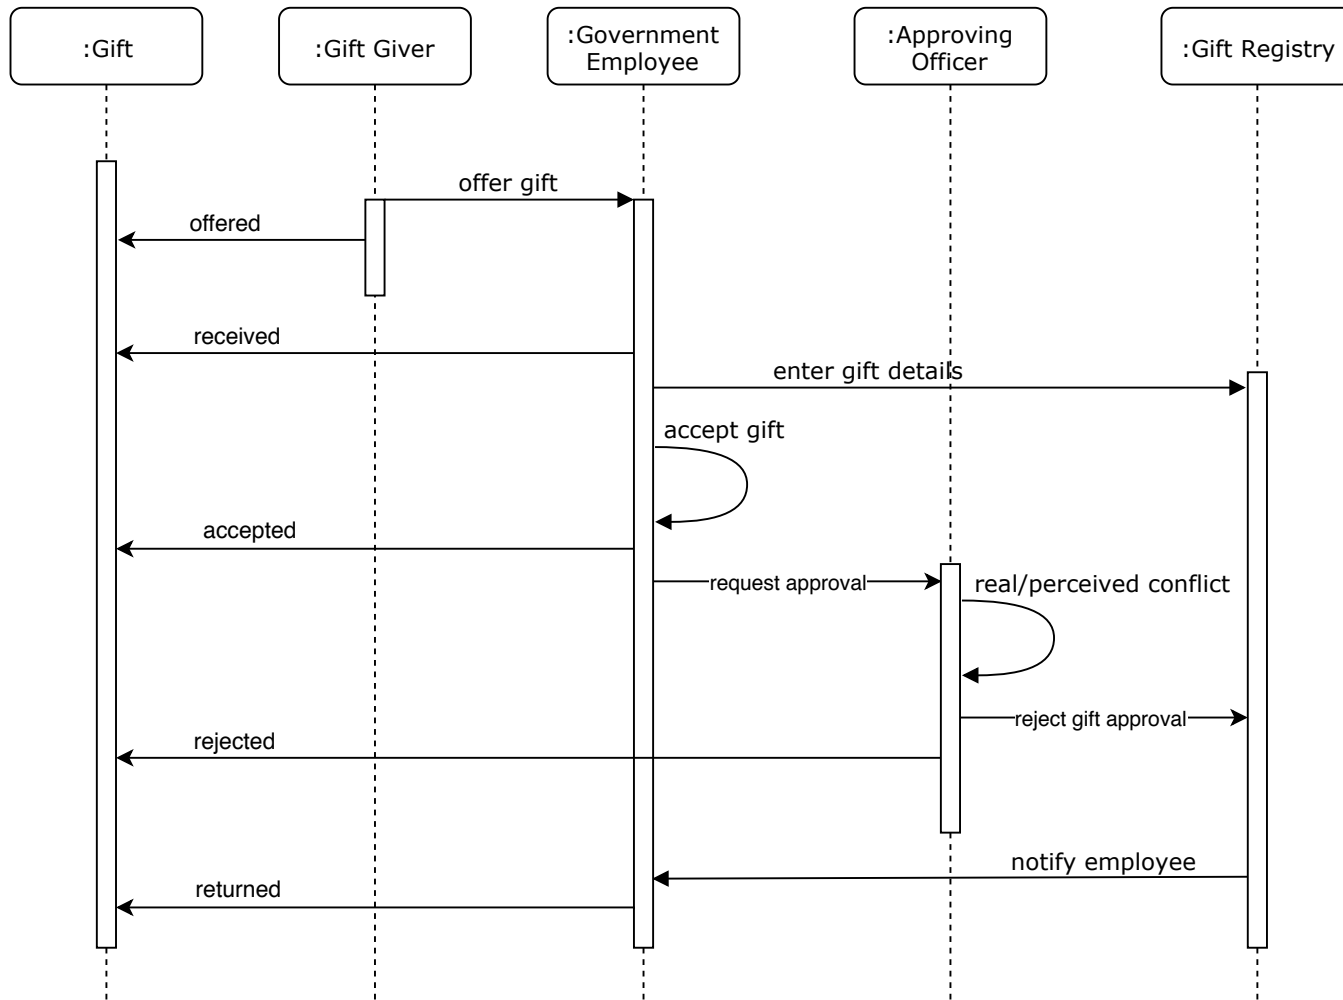 :Gift
:Gift Giver
:Government
Employee
:Approving
Officer
:Gift Registry
offer gift
offered
received
enter gift details
accept gift
accepted
request approval
real/perceived conflict
reject gift approval
rejected
notify employee
returned